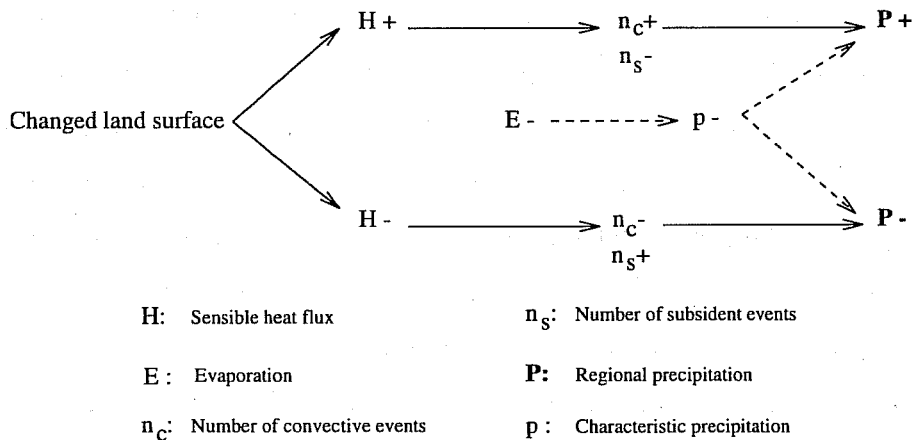 H + n_c+ P +
n_s-
Changed land surface E - p -
H - n_c- P -
n_s+
H: Sensible heat flux n_s: Number of subsident events
E : Evaporation P: Regional precipitation
n_c: Number of convective events p : Characteristic precipitation